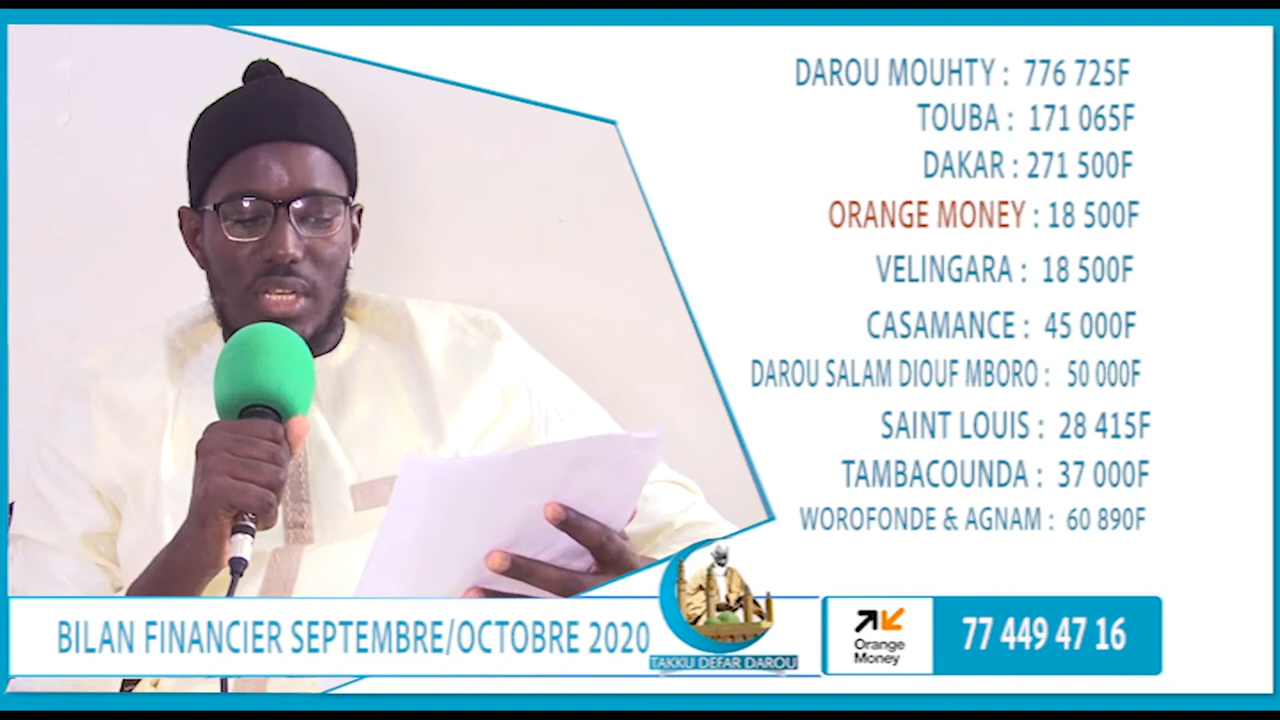 DAROU MOUHTY : 776 725F
TOUBA : 171 065F
DAKAR : 271 500F
ORANGE MONEY : 18 500F
VELINGARA : 18 500F
CASAMANCE : 45 000F
DAROU SALAM DIOUF MBORO : 50 000F
SAINT LOUIS : 28 415F
TAMBACOUNDA : 37 000F
WOROFONDE & AGNAM : 60 890F
BILAN FINANCIER SEPTEMBRE/OCTOBRE 2020
TAKKU DEFAR DAROU
Orange
Money
77 449 47 16